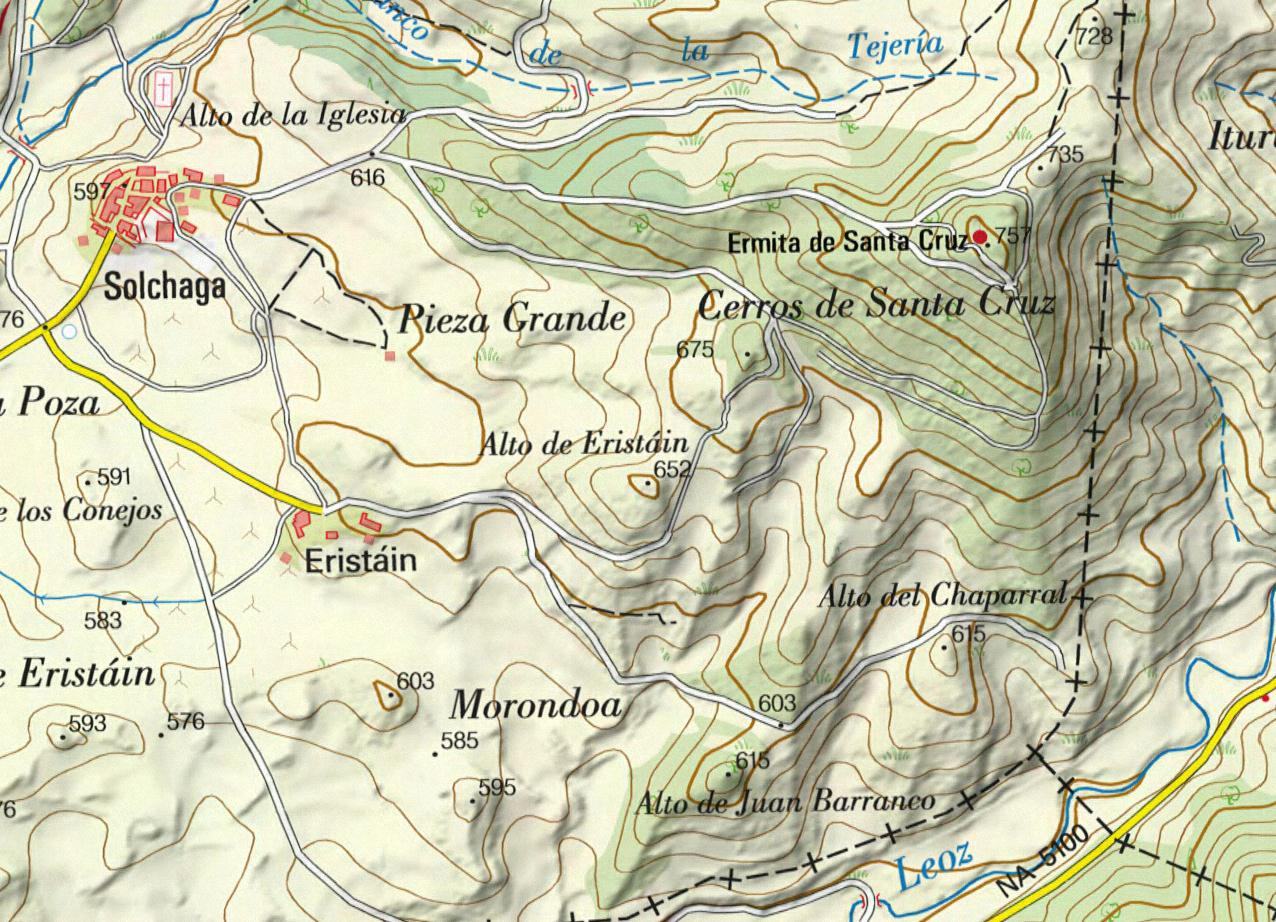 de la Tejería
728
Alto de la Iglesia
Itur
735
616
597
Ermita de Santa Cruz
757
Solchaga
Cerros de Santa Cruz
Pieza Grande
76
675
Poza
Alto de Eristáin
652
591
e los Conejos
Eristáin
Alto del Chaparral
583
615
e Eristáin
603
Morondoa
603
593
576
585
615
595
Alto de Juan Barranco
76
Leoz
NA-5100